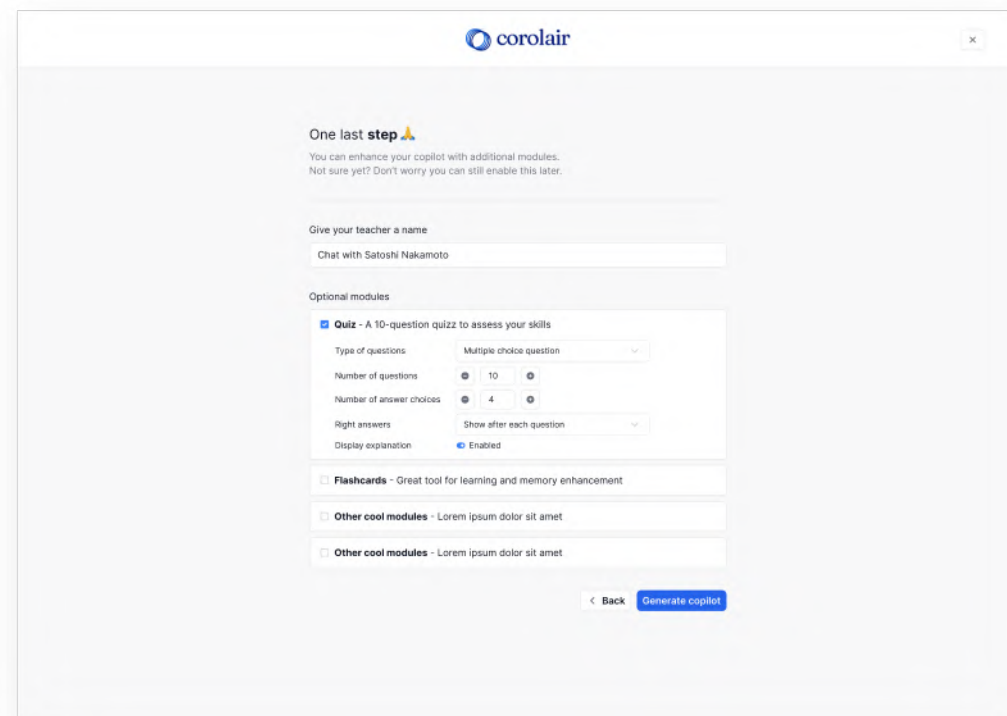 corolair
One last step🙏
You can enhance your copilot with additional modules.
Not sure yet? Don't worry you can still enable this later.
Give your teacher a name
Chat with Satoshi Nakamoto
Optional modules
Quiz - A 10-question quizz to assess your skills
Type of questions Multiple choice question
Number of questions 10
Number of answer choices 4
Right answers Show after each question
Display explanation Enabled
Flashcards - Great tool for learning and memory enhancement
Other cool modules - Lorem ipsum dolor sit amet
Other cool modules - Lorem ipsum dolor sit amet
Back Generate copilot